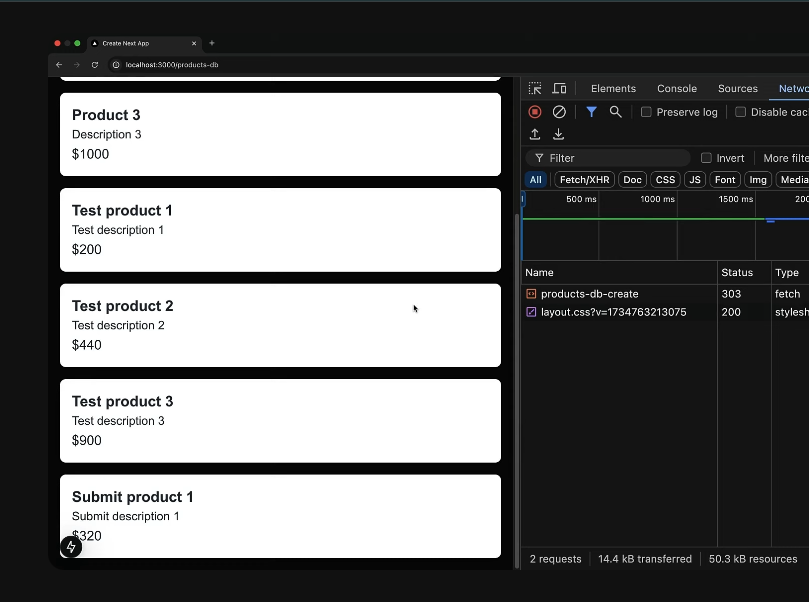 Create Next App
localhost:3000/products-db
Product 3
Description 3
$1000
Test product 1
Test description 1
$200
Test product 2
Test description 2
$440
Test product 3
Test description 3
$900
Submit product 1
Submit description 1
$320
Elements Console Sources Netwo
Preserve log Disable cac
Filter Invert More filte
All Fetch/XHR Doc CSS JS Font Img Media
500 ms 1000 ms 1500 ms 200
Name Status Type
products-db-create 303 fetch
layout.css?v=1734763213075 200 stylesh
2 requests 14.4 kB transferred 50.3 kB resources